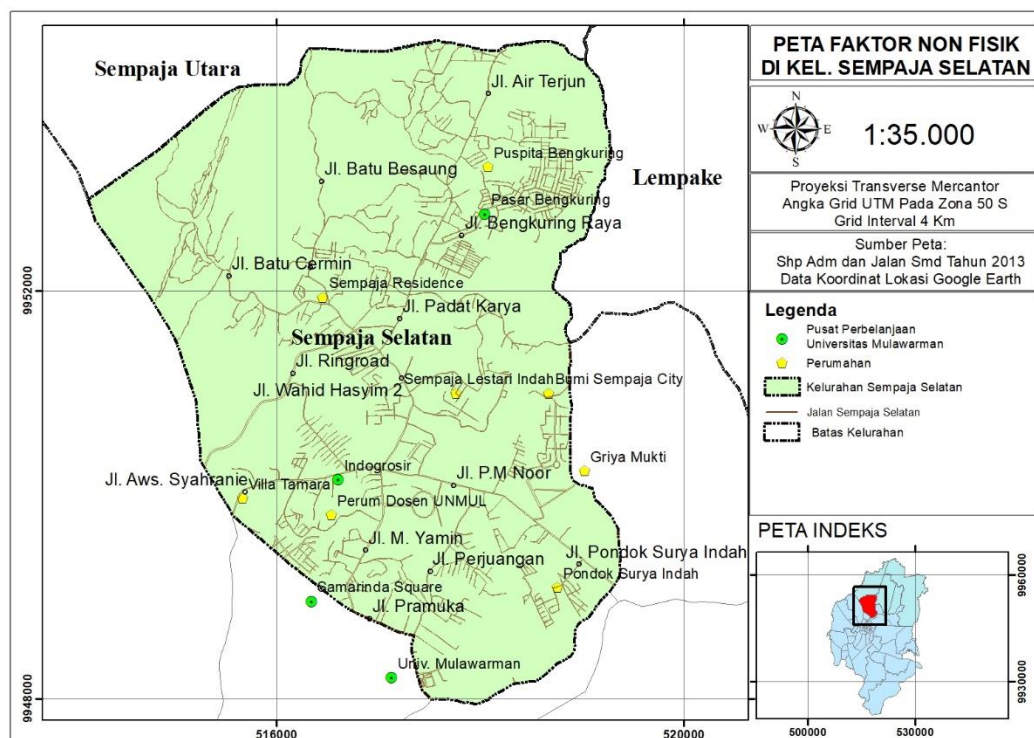 Sempaja Utara
Jl. Air Terjun
Puspita Bengkuring
Lempake
Jl. Batu Besaung
Pasar Bengkuring
Jl. Bengkuring Raya
Jl. Batu Cermin
Sempaja Residence
Jl. Padat Karya
Sempaja Selatan
Jl. Ringroad
Jl. Wahid Hasyim 2
Sempaja Lestari Indah
Bumi Sempaja City
Griya Mukti
Indogrosir
Jl. P.M Noor
Jl. Aws. Syahranie
Villa Tamara
Perum Dosen UNMUL
Jl. M. Yamin
Jl. Perjuangan
Jl. Pondok Surya Indah
Pondok Surya Indah
Samarinda Square
Jl. Pramuka
Univ. Mulawarman
9952000
9948000
516000
520000
PETA FAKTOR NON FISIK
DI KEL. SEMPAJA SELATAN
N
W E
S
1:35.000
Proyeksi Transverse Mercantor
Angka Grid UTM Pada Zona 50 S
Grid Interval 4 Km
Sumber Peta:
Shp Adm dan Jalan Smd Tahun 2013
Data Koordinat Lokasi Google Earth
Legenda
Pusat Perbelanjaan
Universitas Mulawarman
Perumahan
Kelurahan Sempaja Selatan
Jalan Sempaja Selatan
Batas Kelurahan
PETA INDEKS
9960000
9930000
500000
530000